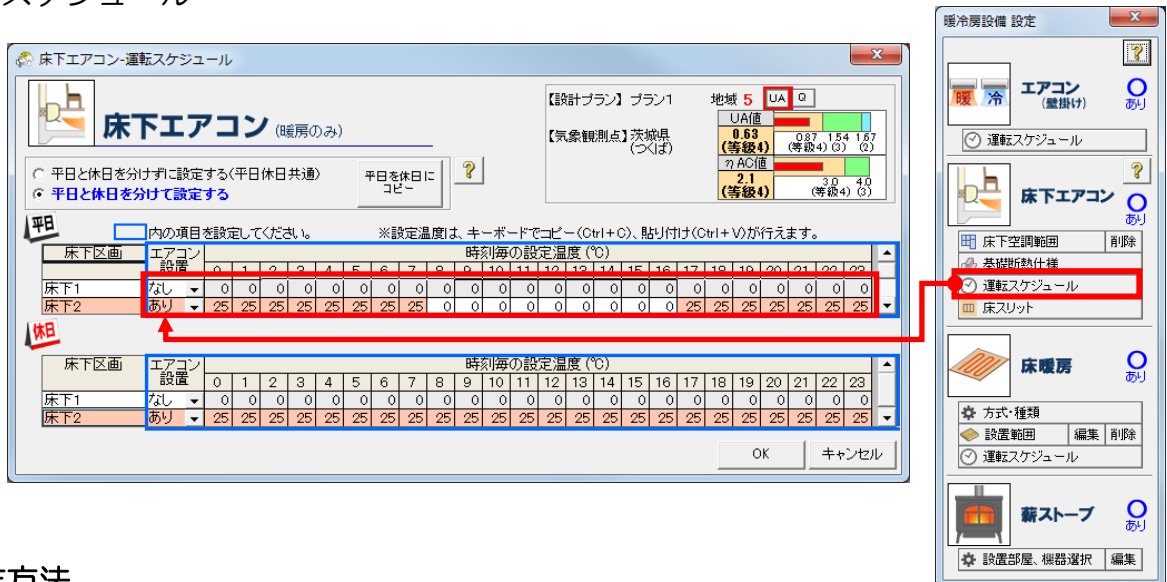 スケジュール
床下エアコン-運転スケジュール
床下エアコン (暖房のみ)
【設計プラン】 プラン1
地域 5 UA Q
【気象観測点】 茨城県
(つくば)
UA値
0.63
(等級4)
0.87 1.54 1.67
(等級4) (3) (2)
ηAC値
2.1
(等級4)
3.0 4.0
(等級4) (3)
平日と休日を分けずに設定する(平日休日共通)
平日と休日を分けて設定する
平日を休日に
コピー
?
平日
内の項目を設定してください。
※設定温度は、キーボードでコピー(Ctrl+C)、貼り付け(Ctrl+V)が行えます。
床下区画 エアコン設置 時刻毎の設定温度(℃)
0 1 2 3 4 5 6 7 8 9 10 11 12 13 14 15 16 17 18 19 20 21 22 23
床下1 なし 0 0 0 0 0 0 0 0 0 0 0 0 0 0 0 0 0 0 0 0 0 0 0 0
床下2 あり 25 25 25 25 25 25 25 25 0 0 0 0 0 0 0 0 0 25 25 25 25 25 25 25
休日
床下区画 エアコン設置 時刻毎の設定温度(℃)
0 1 2 3 4 5 6 7 8 9 10 11 12 13 14 15 16 17 18 19 20 21 22 23
床下1 なし 0 0 0 0 0 0 0 0 0 0 0 0 0 0 0 0 0 0 0 0 0 0 0 0
床下2 あり 25 25 25 25 25 25 25 25 25 25 25 25 25 25 25 25 25 25 25 25 25 25 25 25
OK キャンセル
暖冷房設備 設定
?
暖 冷
エアコン
(壁掛け)
あり
運転スケジュール
?
床下エアコン
あり
床下空調範囲 削除
基礎断熱仕様
運転スケジュール
床スリット
床暖房
あり
方式・種類
設置範囲 編集 削除
運転スケジュール
薪ストーブ
あり
設置部屋、機器選択 編集
方法